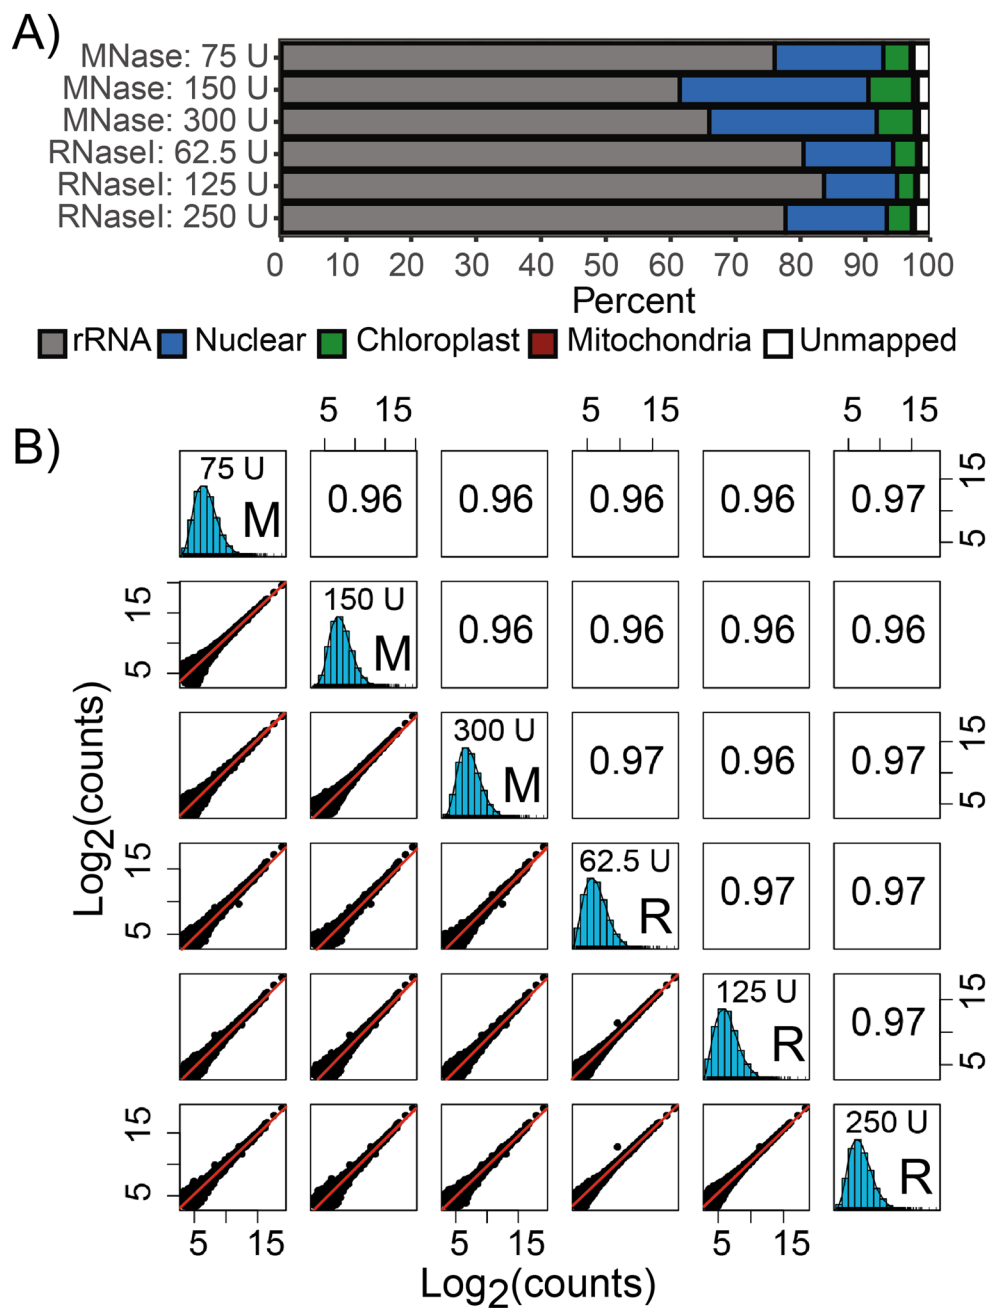 A)
MNase: 75 U
MNase: 150 U
MNase: 300 U
RNaseI: 62.5 U
RNaseI: 125 U
RNaseI: 250 U
0 10 20 30 40 50 60 70 80 90 100
Percent
rRNA Nuclear Chloroplast Mitochondria Unmapped
B)
5 15 5 15 5 15
75 U M 0.96 0.96 0.96 0.96 0.97 15 5
15 5 150 U M 0.96 0.96 0.96 0.96
300 U M 0.97 0.96 0.97 15 5
15 5 62.5 U R 0.97 0.97
125 U R 0.97 15 5
15 5 250 U R
5 15 5 15 5 15
Log2(counts)
Log2(counts)